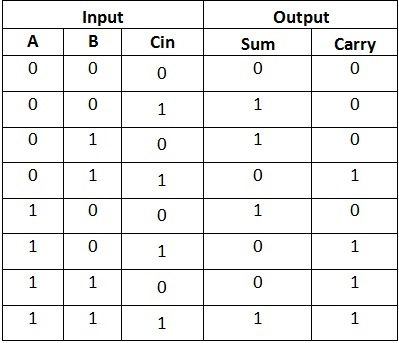 Input Output
A B Cin Sum Carry
0 0 0 0 0
0 0 1 1 0
0 1 0 1 0
0 1 1 0 1
1 0 0 1 0
1 0 1 0 1
1 1 0 0 1
1 1 1 1 1